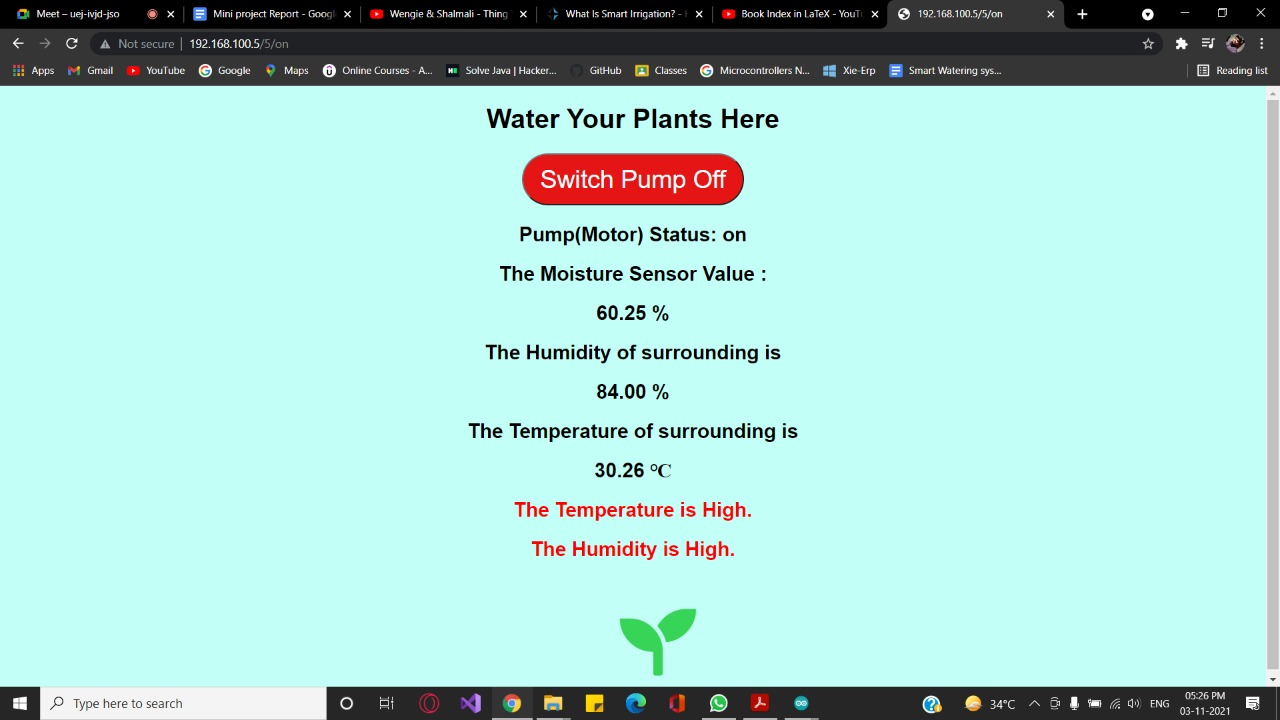 Meet - uej-ivjd-jso
Mini project Report - Googl
Wengie & Shalmali - Thing
What Is Smart Irrigation? -
Book Index in LaTeX - YouTu
192.168.100.5/5/on
Not secure | 192.168.100.5/5/on
Apps Gmail YouTube Google Maps Online Courses - A... Solve Java | Hacker... GitHub Classes Microcontrollers N... Xie-Erp Smart Watering sys... Reading list
Water Your Plants Here
Switch Pump Off
Pump(Motor) Status: on
The Moisture Sensor Value :
60.25 %
The Humidity of surrounding is
84.00 %
The Temperature of surrounding is
30.26 ℃
The Temperature is High.
The Humidity is High.
Type here to search
34°C
ENG
05:26 PM
03-11-2021